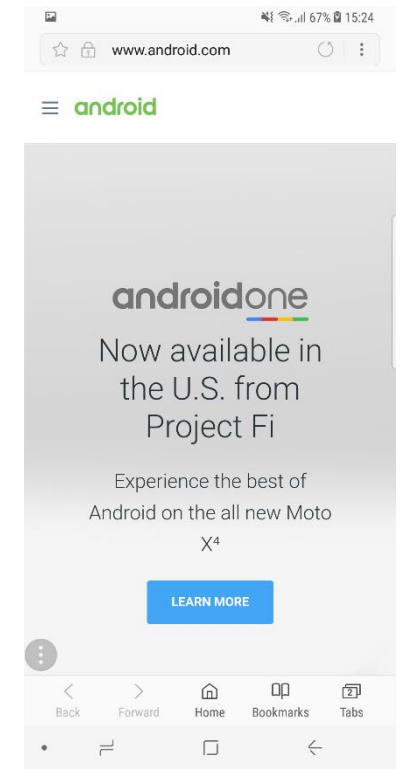 67% 15:24
www.android.com
android
androidone
Now available in
the U.S. from
Project Fi
Experience the best of
Android on the all new Moto
X⁴
LEARN MORE
Back Forward Home Bookmarks 2 Tabs